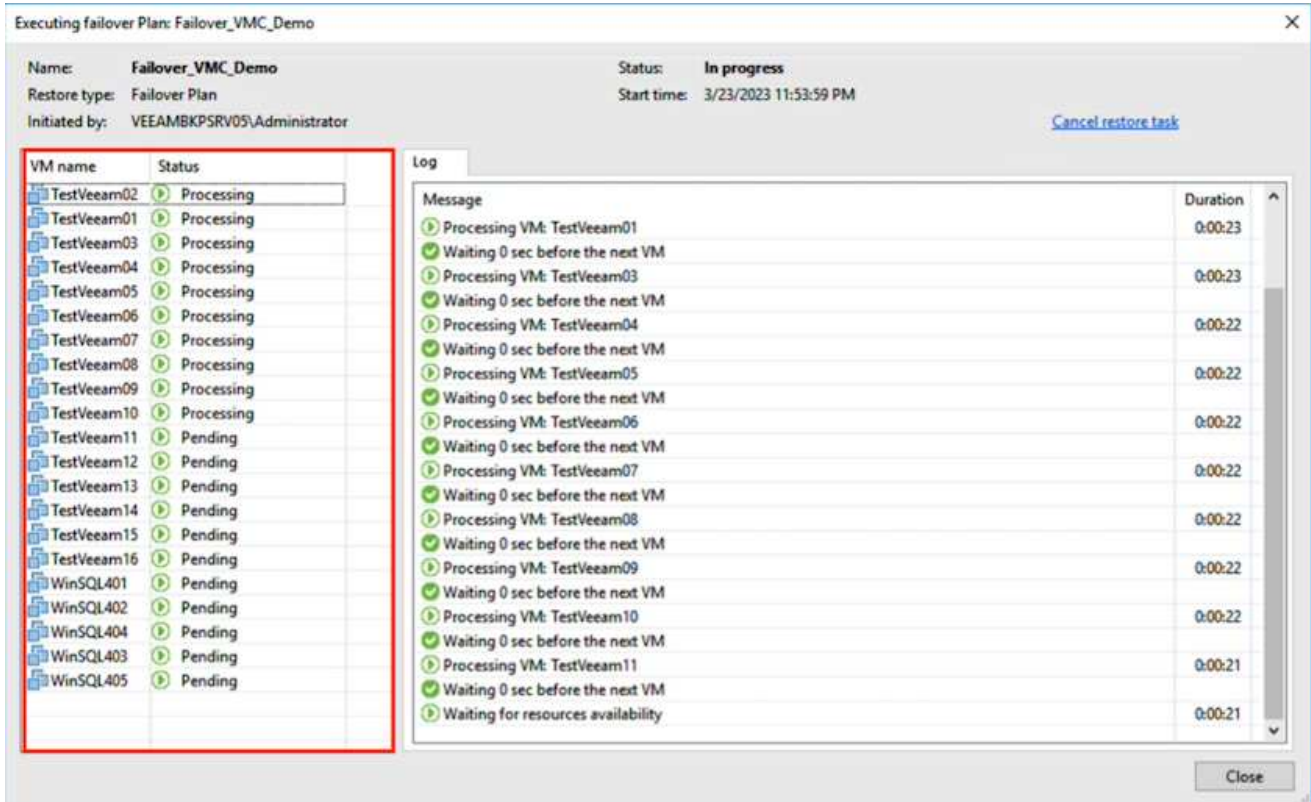 Executing failover Plan: Failover_VMC_Demo
Name: Failover_VMC_Demo
Restore type: Failover Plan
Initiated by: VEEAMBKPSRV05\Administrator
Status: In progress
Start time: 3/23/2023 11:53:59 PM
Cancel restore task
VM name Status
TestVeeam02 Processing
TestVeeam01 Processing
TestVeeam03 Processing
TestVeeam04 Processing
TestVeeam05 Processing
TestVeeam06 Processing
TestVeeam07 Processing
TestVeeam08 Processing
TestVeeam09 Processing
TestVeeam10 Processing
TestVeeam11 Pending
TestVeeam12 Pending
TestVeeam13 Pending
TestVeeam14 Pending
TestVeeam15 Pending
TestVeeam16 Pending
WinSQL401 Pending
WinSQL402 Pending
WinSQL404 Pending
WinSQL403 Pending
WinSQL405 Pending
Log
Message Duration
Processing VM: TestVeeam01 0:00:23
Waiting 0 sec before the next VM
Processing VM: TestVeeam03 0:00:23
Waiting 0 sec before the next VM
Processing VM: TestVeeam04 0:00:22
Waiting 0 sec before the next VM
Processing VM: TestVeeam05 0:00:22
Waiting 0 sec before the next VM
Processing VM: TestVeeam06 0:00:22
Waiting 0 sec before the next VM
Processing VM: TestVeeam07 0:00:22
Waiting 0 sec before the next VM
Processing VM: TestVeeam08 0:00:22
Waiting 0 sec before the next VM
Processing VM: TestVeeam09 0:00:22
Waiting 0 sec before the next VM
Processing VM: TestVeeam10 0:00:22
Waiting 0 sec before the next VM
Processing VM: TestVeeam11 0:00:21
Waiting 0 sec before the next VM
Waiting for resources availability 0:00:21
Close